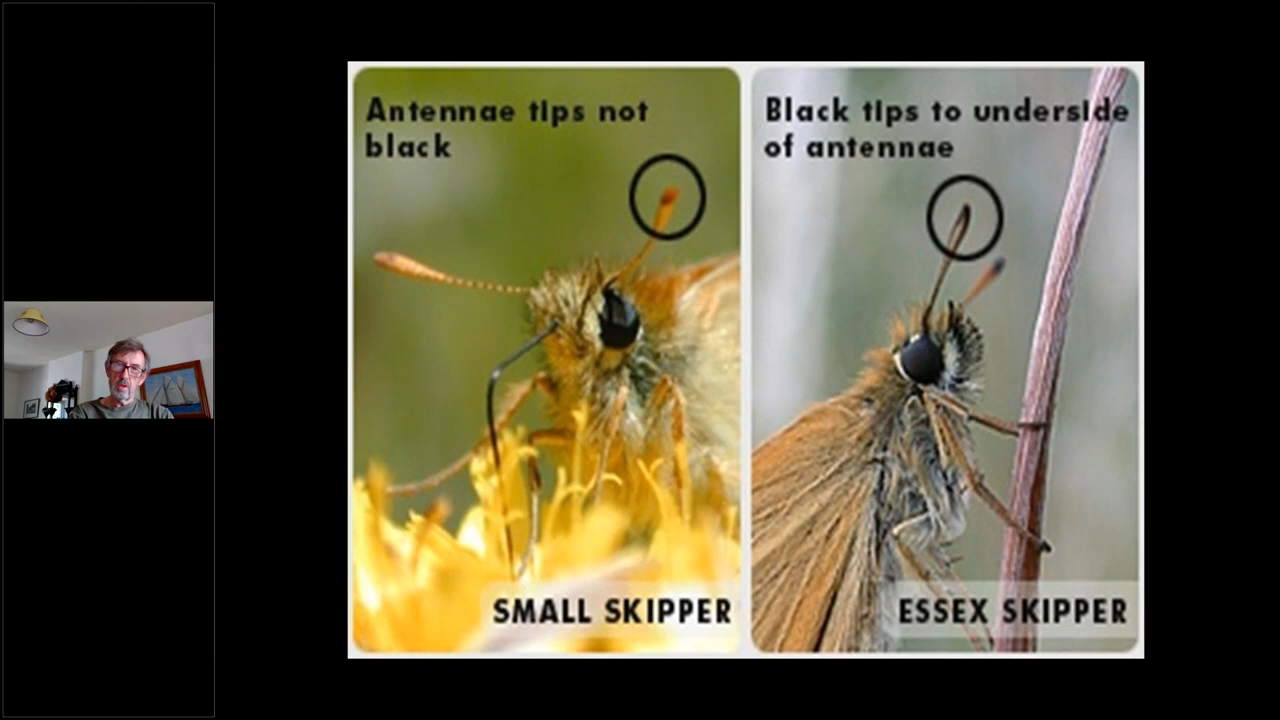 Antennae tips not
black
Black tips to underside
of antennae
SMALL SKIPPER
ESSEX SKIPPER